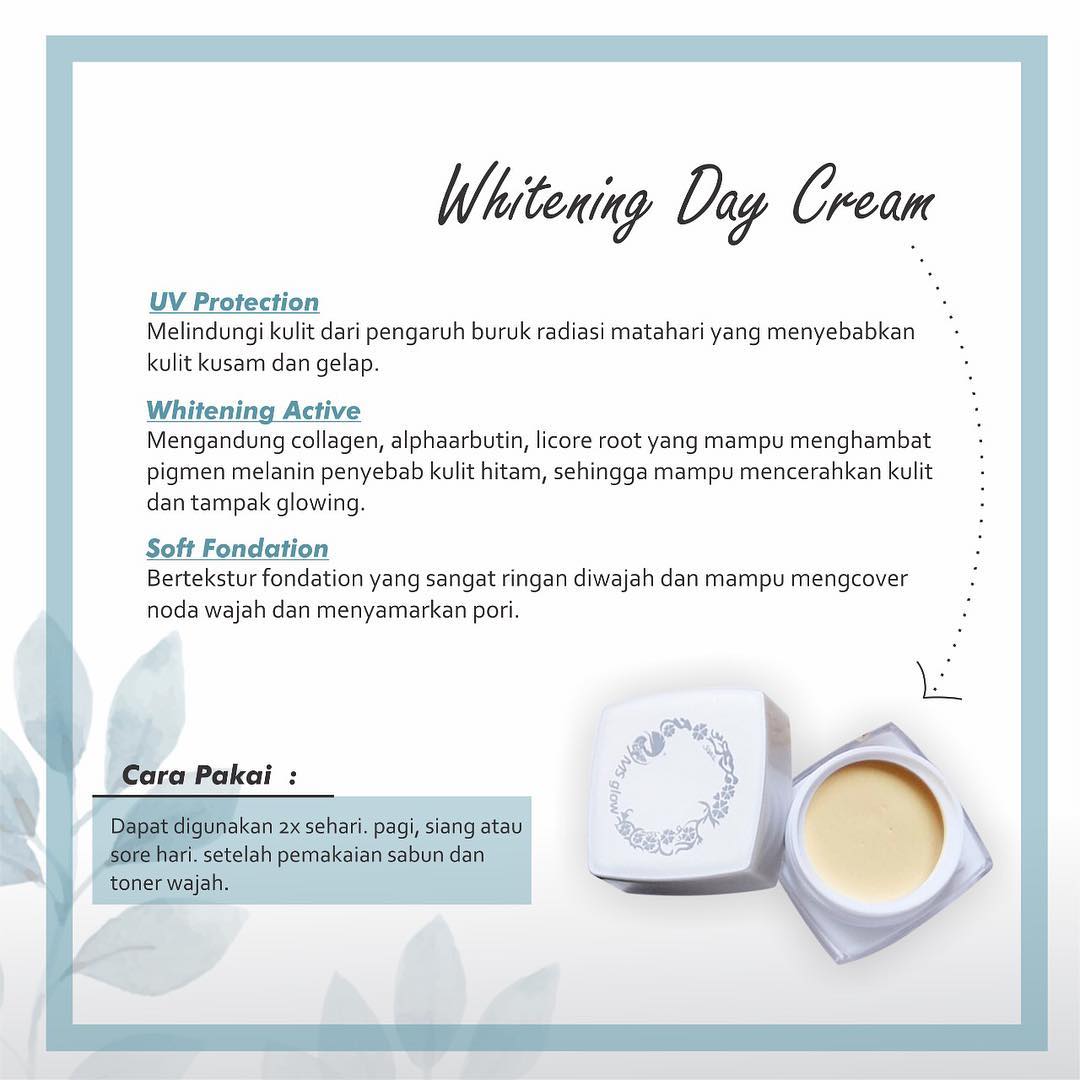 Whitening Day Cream
UV Protection
Melindungi kulit dari pengaruh buruk radiasi matahari yang menyebabkan
kulit kusam dan gelap.
Whitening Active
Mengandung collagen, alphaarbutin, licore root yang mampu menghambat
pigmen melanin penyebab kulit hitam, sehingga mampu mencerahkan kulit
dan tampak glowing.
Soft Fondation
Bertekstur fondation yang sangat ringan diwajah dan mampu mengcover
noda wajah dan menyamarkan pori.
Cara Pakai :
Dapat digunakan 2x sehari. pagi, siang atau
sore hari. setelah pemakaian sabun dan
toner wajah.
MS glow